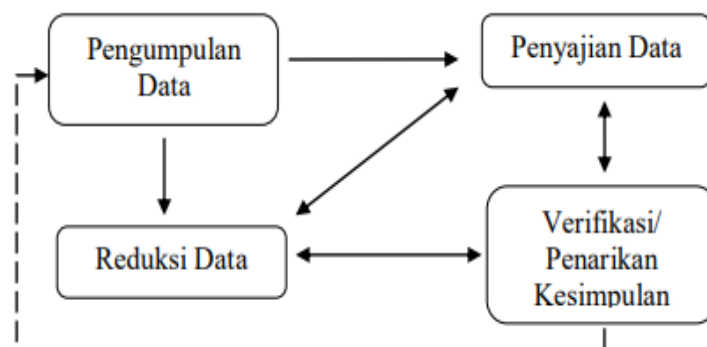 Pengumpulan
Data
Penyajian Data
Reduksi Data
Verifikasi/
Penarikan
Kesimpulan